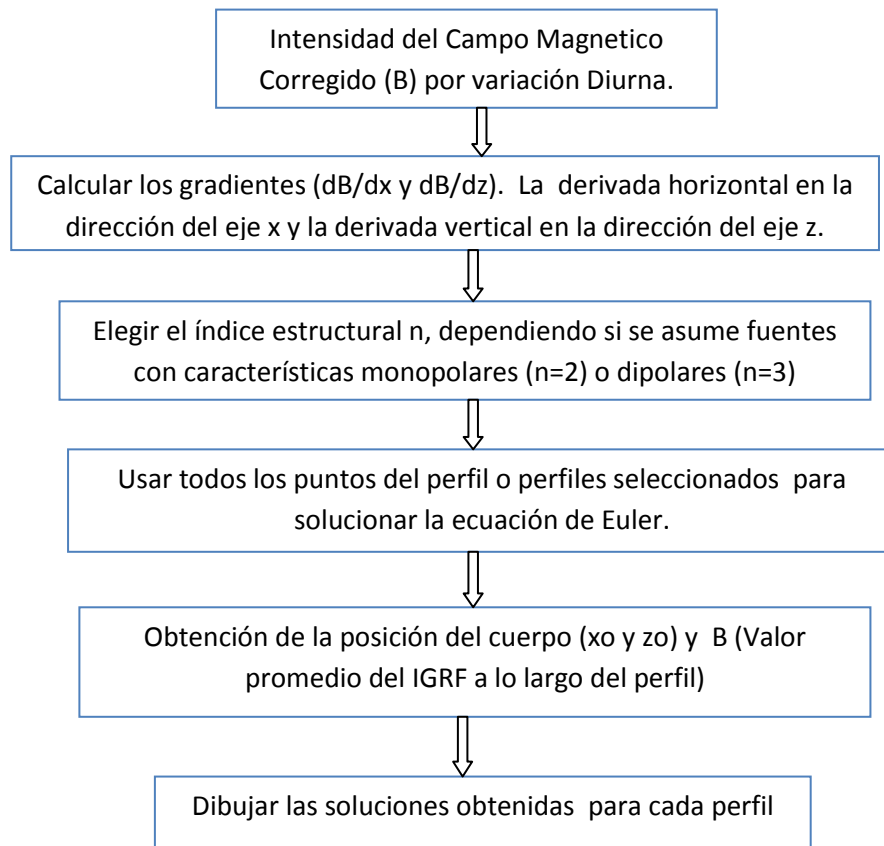 Intensidad del Campo Magnetico
Corregido (B) por variación Diurna.
Calcular los gradientes (dB/dx y dB/dz). La derivada horizontal en la
dirección del eje x y la derivada vertical en la dirección del eje z.
Elegir el índice estructural n, dependiendo si se asume fuentes
con características monopolares (n=2) o dipolares (n=3)
Usar todos los puntos del perfil o perfiles seleccionados para
solucionar la ecuación de Euler.
Obtención de la posición del cuerpo (xo y zo) y B (Valor
promedio del IGRF a lo largo del perfil)
Dibujar las soluciones obtenidas para cada perfil